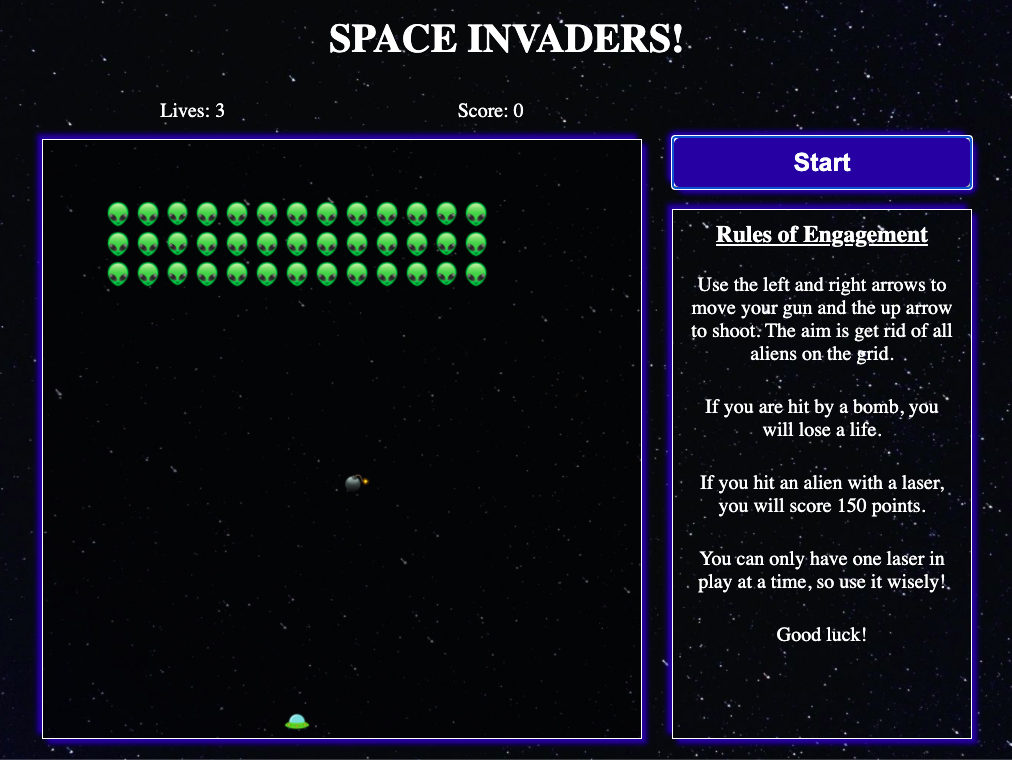 SPACE INVADERS!
Lives: 3
Score: 0
Start
Rules of Engagement
Use the left and right arrows to
move your gun and the up arrow
to shoot. The aim is get rid of all
aliens on the grid.
If you are hit by a bomb, you
will lose a life.
If you hit an alien with a laser,
you will score 150 points.
You can only have one laser in
play at a time, so use it wisely!
Good luck!